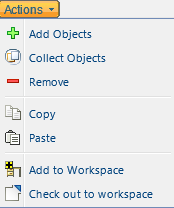 Actions
Add Objects
Collect Objects
Remove
Copy
Paste
Add to Workspace
Check out to workspace